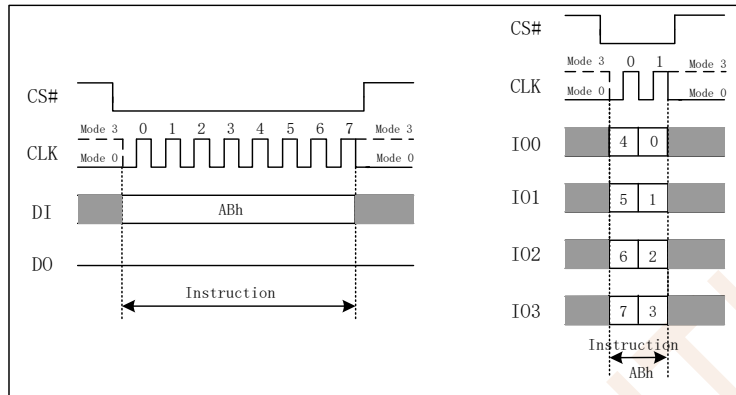 CS#
0 1 2 3 4 5 6 7
Mode 3
Mode 3
CLK
Mode 0
Mode 0
DI
ABh
DO
Instruction
CS#
Mode 3
0 1
Mode 3
CLK
Mode 0
Mode 0
IO0
4 0
IO1
5 1
IO2
6 2
IO3
7 3
Instruction
ABh